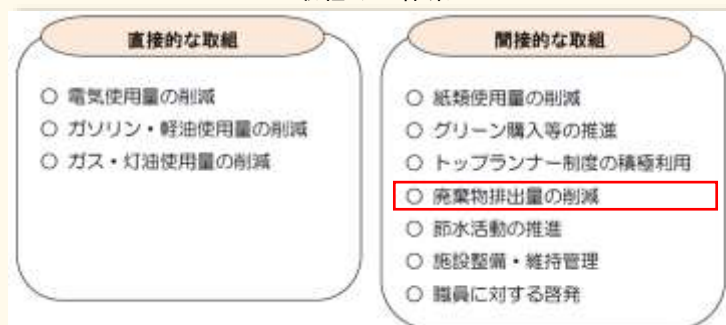 直接的な取組
○ 電気使用量の削減
○ ガソリン・軽油使用量の削減
○ ガス・灯油使用量の削減
間接的な取組
○ 紙類使用量の削減
○ グリーン購入等の推進
○ トップランナー制度の積極利用
○ 廃棄物排出量の削減
○ 節水活動の推進
○ 施設整備・維持管理
○ 職員に対する啓発